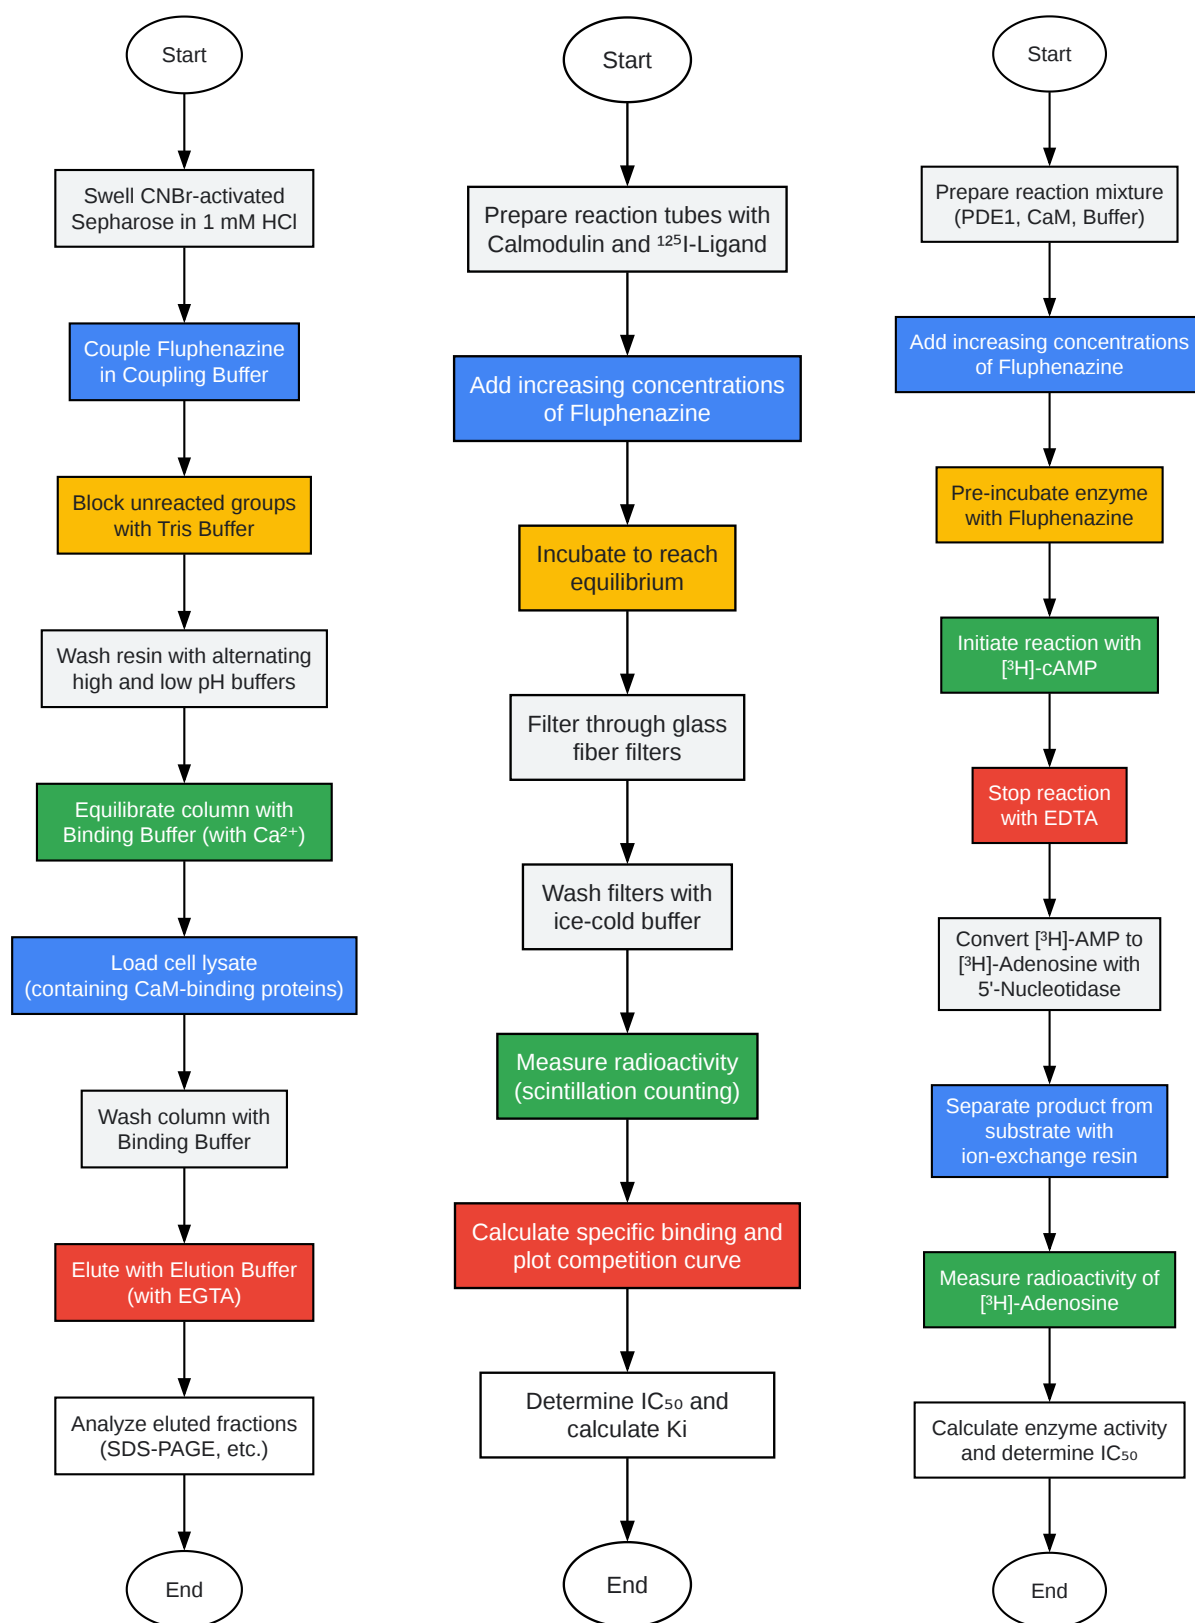 Start
Swell CNBr-activated
Sepharose in 1 mM HCl
Couple Fluphenazine
in Coupling Buffer
Block unreacted groups
with Tris Buffer
Wash resin with alternating
high and low pH buffers
Equilibrate column with
Binding Buffer (with Ca²⁺)
Load cell lysate
(containing CaM-binding proteins)
Wash column with
Binding Buffer
Elute with Elution Buffer
(with EGTA)
Analyze eluted fractions
(SDS-PAGE, etc.)
End
Start
Prepare reaction tubes with
Calmodulin and ¹²⁵I-Ligand
Add increasing concentrations
of Fluphenazine
Incubate to reach
equilibrium
Filter through glass
fiber filters
Wash filters with
ice-cold buffer
Measure radioactivity
(scintillation counting)
Calculate specific binding and
plot competition curve
Determine IC₅₀ and
calculate Ki
End
Start
Prepare reaction mixture
(PDE1, CaM, Buffer)
Add increasing concentrations
of Fluphenazine
Pre-incubate enzyme
with Fluphenazine
Initiate reaction with
[³H]-cAMP
Stop reaction
with EDTA
Convert [³H]-AMP to
[³H]-Adenosine with
5'-Nucleotidase
Separate product from
substrate with
ion-exchange resin
Measure radioactivity of
[³H]-Adenosine
Calculate enzyme activity
and determine IC₅₀
End